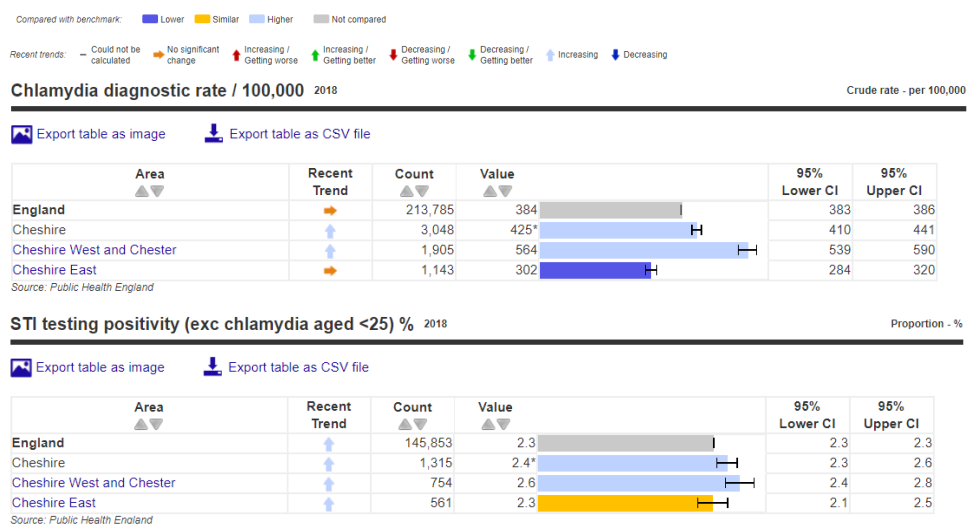 Compared with benchmark: Lower Similar Higher Not compared
Recent trends: – Could not be calculated No significant change Increasing / Getting worse Increasing / Getting better Decreasing / Getting worse Decreasing / Getting better Increasing Decreasing
Chlamydia diagnostic rate / 100,000 2018 Crude rate - per 100,000
Export table as image Export table as CSV file
Area Recent Trend Count Value 95% Lower CI 95% Upper CI
England 213,785 384 383 386
Cheshire 3,048 425* 410 441
Cheshire West and Chester 1,905 564 539 590
Cheshire East 1,143 302 284 320
Source: Public Health England
STI testing positivity (exc chlamydia aged <25) % 2018 Proportion - %
Export table as image Export table as CSV file
Area Recent Trend Count Value 95% Lower CI 95% Upper CI
England 145,853 2.3 2.3 2.3
Cheshire 1,315 2.4* 2.3 2.6
Cheshire West and Chester 754 2.6 2.4 2.8
Cheshire East 561 2.3 2.1 2.5
Source: Public Health England